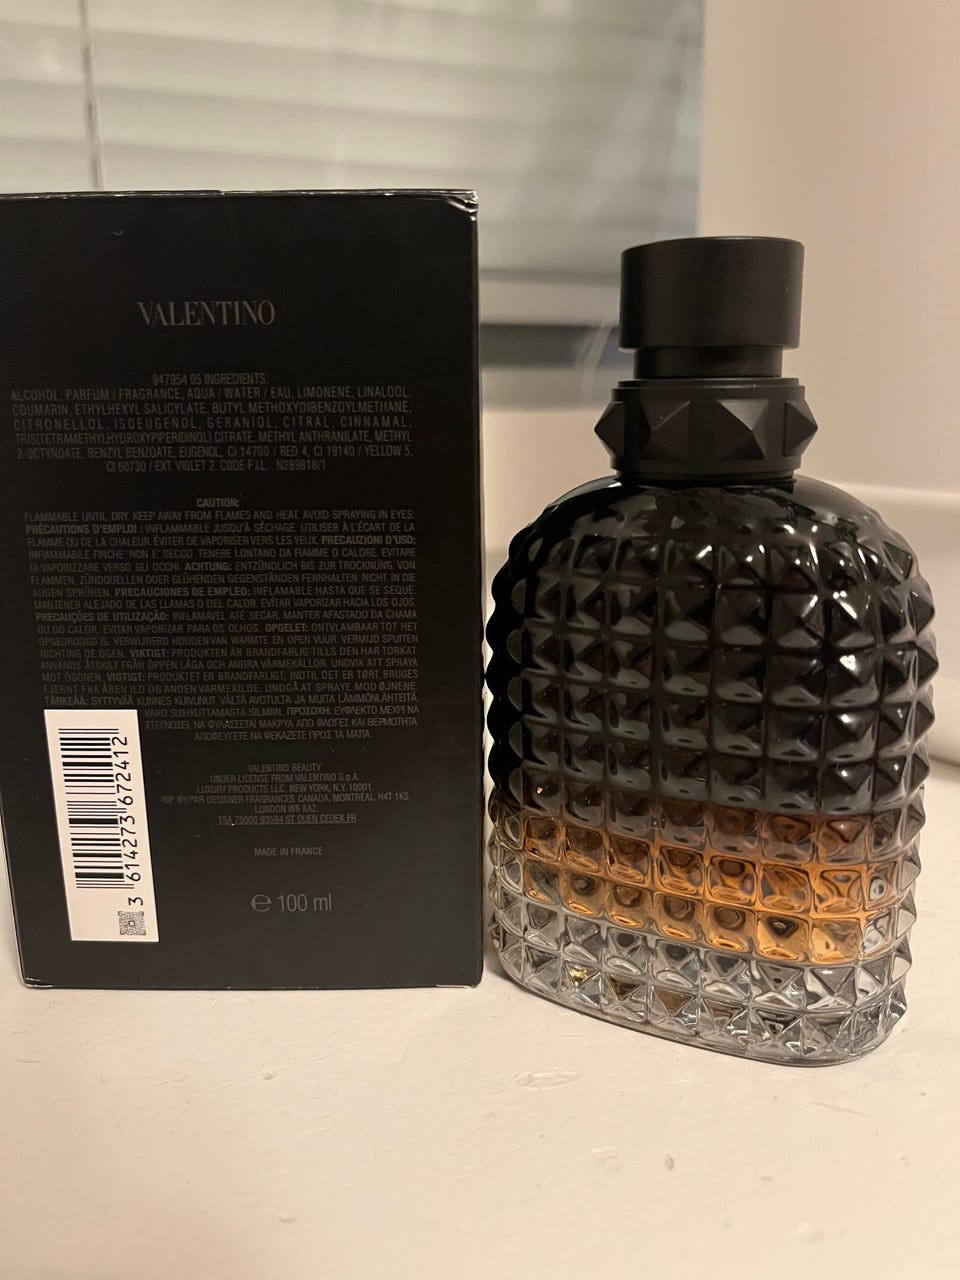 VALENTINO
947954 05 INGREDIENTS:
ALCOHOL, PARFUM / FRAGRANCE, AQUA / WATER / EAU, LIMONENE, LINALOOL,
COUMARIN, ETHYLHEXYL SALICYLATE, BUTYL METHOXYDIBENZOYLMETHANE,
CITRONELLOL, ISOEUGENOL, GERANIOL, CITRAL, CINNAMAL,
TRIS(TETRAMETHYLHYDROXYPIPERIDINOL) CITRATE, METHYL ANTHRANILATE, METHYL
2-OCTYNOATE, BENZYL BENZOATE, EUGENOL, CI 14700 / RED 4, CI 19140 / YELLOW 5,
CI 60730 / EXT. VIOLET 2. CODE F.I.L.: N289818/1
CAUTION:
FLAMMABLE UNTIL DRY. KEEP AWAY FROM FLAMES AND HEAT. AVOID SPRAYING IN EYES.
PRÉCAUTIONS D'EMPLOI : INFLAMMABLE JUSQU'À SÉCHAGE. UTILISER À L'ÉCART DE LA
FLAMME OU DE LA CHALEUR. ÉVITER DE VAPORISER VERS LES YEUX. PRECAUZIONI D'USO:
INFIAMMABILE FINCHE' NON E' SECCO. TENERE LONTANO DA FIAMME O CALORE. EVITARE
DI VAPORIZZARE VERSO GLI OCCHI. ACHTUNG: ENTZÜNDLICH BIS ZUR TROCKNUNG. VON
FLAMMEN, ZÜNDQUELLEN ODER GLÜHENDEN GEGENSTÄNDEN FERNHALTEN. NICHT IN DIE
AUGEN SPRÜHEN. PRECAUCIONES DE EMPLEO: INFLAMABLE HASTA QUE SE SEQUE.
MANTENER ALEJADO DE LAS LLAMAS O DEL CALOR. EVITAR VAPORIZAR HACIA LOS OJOS.
PRECAUÇÕES DE UTILIZAÇÃO: INFLAMÁVEL ATÉ SECAR. MANTER AFASTADO DA CHAMA
OU DO CALOR. EVITAR VAPORIZAR PARA OS OLHOS. OPGELET: ONTVLAMBAAR TOT HET
OPGEDROOGD IS. VERWIJDERD HOUDEN VAN WARMTE EN OPEN VUUR. VERMIJD SPUITEN
RICHTING DE OGEN. VIKTIGT: PRODUKTEN ÄR BRANDFARLIG TILLS DEN HAR TORKAT.
ANVÄNDS ÅTSKILT FRÅN ÖPPEN LÅGA OCH ANDRA VÄRMEKÄLLOR. UNDVIK ATT SPRAYA
MOT ÖGONEN. VIGTIGT: PRODUKTET ER BRANDFARLIGT, INDTIL DET ER TØRT, BRUGES
FJERNT FRA ÅBEN ILD OG ANDEN VARMEKILDE. UNDGÅ AT SPRAYE MOD ØJNENE.
TÄRKEÄÄ: SYTTYVÄÄ KUNNES KUIVUNUT. VÄLTÄ AVOTULTA JA MUITA LÄMMÖNLÄHTEITÄ.
VARO SUIHKUTTAMASTA SILMIIN. ΠΡΟΣΟΧΗ: ΕΥΦΛΕΚΤΟ ΜΕΧΡΙ ΝΑ
ΣΤΕΓΝΩΣΕΙ. ΝΑ ΦΥΛΑΣΣΕΤΑΙ ΜΑΚΡΥΑ ΑΠΟ ΦΛΟΓΕΣ ΚΑΙ ΘΕΡΜΟΤΗΤΑ
ΑΠΟΦΕΥΓΕΤΕ ΝΑ ΨΕΚΑΖΕΤΕ ΠΡΟΣ ΤΑ ΜΑΤΙΑ.
VALENTINO BEAUTY
UNDER LICENSE FROM VALENTINO S.p.A.
LUXURY PRODUCTS LLC, NEW YORK, N.Y. 10001
IMP. BY/PAR DESIGNER FRAGRANCES CANADA, MONTREAL, H4T 1K5
LONDON W6 8AZ.
TSA 75000 93584 ST OUEN CEDEX FR
MADE IN FRANCE
℮ 100 ml
3 614273 672412